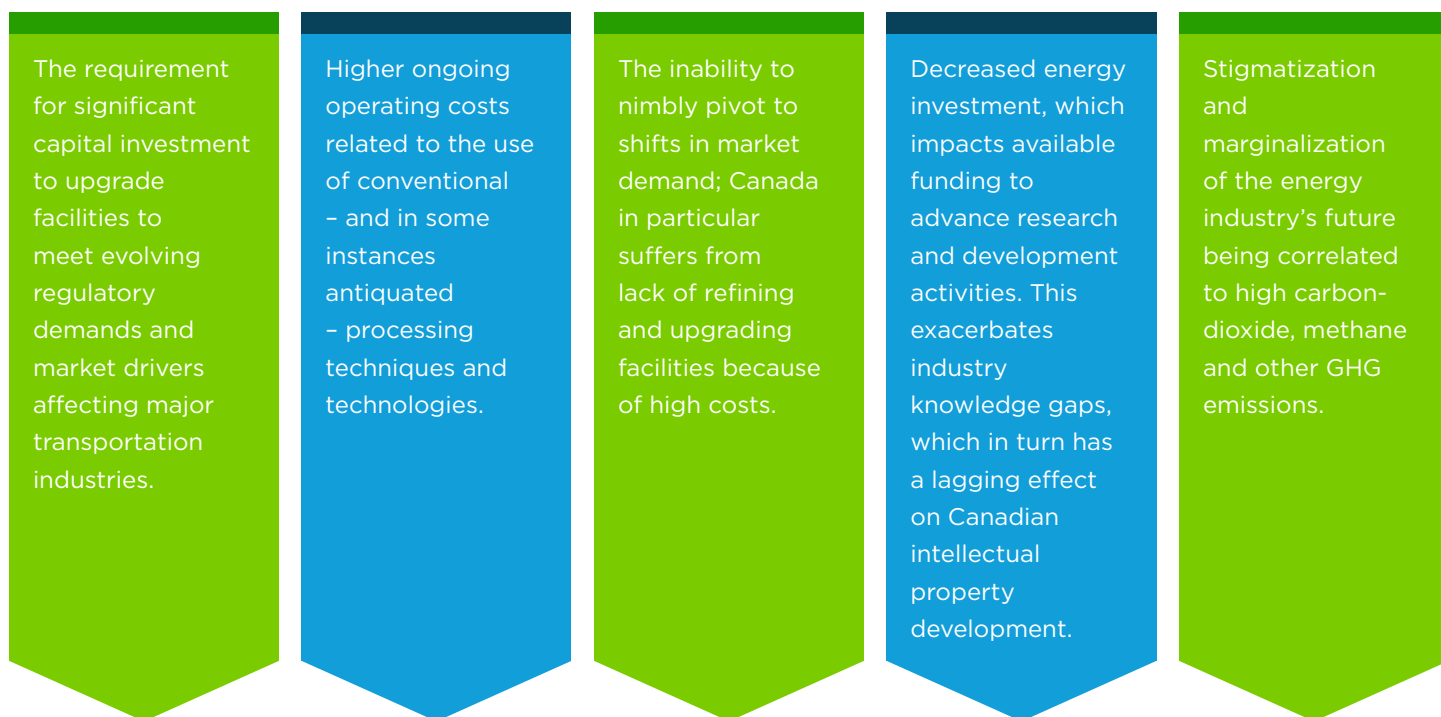 The requirement
for significant
capital investment
to upgrade
facilities to
meet evolving
regulatory
demands and
market drivers
affecting major
transportation
industries.
Higher ongoing
operating costs
related to the use
of conventional
– and in some
instances
antiquated
– processing
techniques and
technologies.
The inability to
nimbly pivot to
shifts in market
demand; Canada
in particular
suffers from
lack of refining
and upgrading
facilities because
of high costs.
Decreased energy
investment, which
impacts available
funding to
advance research
and development
activities. This
exacerbates
industry
knowledge gaps,
which in turn has
a lagging effect
on Canadian
intellectual
property
development.
Stigmatization
and
marginalization
of the energy
industry’s future
being correlated
to high carbon-
dioxide, methane
and other GHG
emissions.